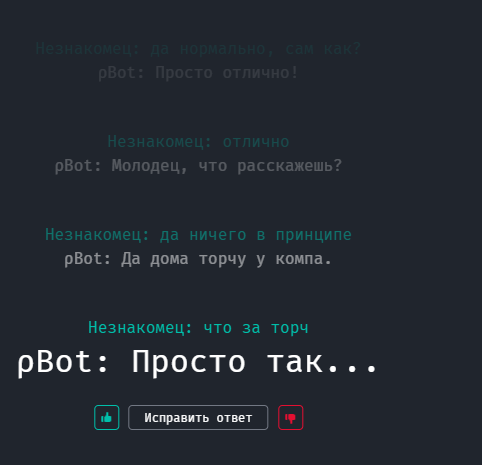 Незнакомец: да нормально, сам как?
ρBot: Просто отлично!
Незнакомец: отлично
ρBot: Молодец, что расскажешь?
Незнакомец: да ничего в принципе
ρBot: Да дома торчу у компа.
Незнакомец: что за торч
ρBot: Просто так...
Исправить ответ